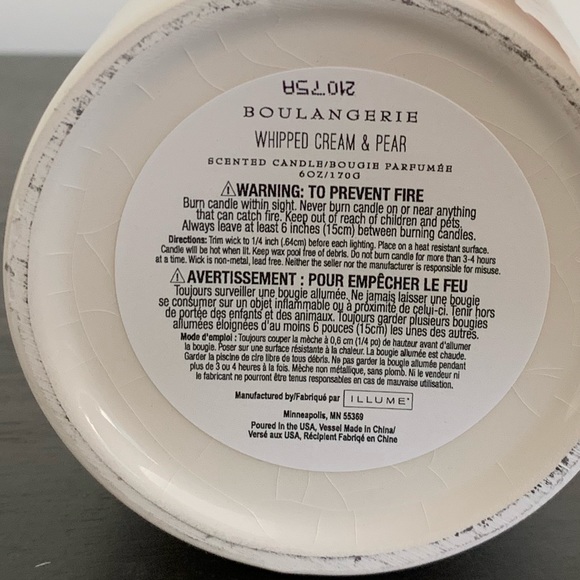 210T5A
BOULANGERIE
WHIPPED CREAM & PEAR
SCENTED CANDLE/BOUGIE PARFUMÉE
6OZ/170G
⚠WARNING: TO PREVENT FIRE
Burn candle within sight. Never burn candle on or near anything
that can catch fire. Keep out of reach of children and pets.
Always leave at least 6 inches (15cm) between burning candles.
Directions: Trim wick to 1/4 inch (.64cm) before each lighting. Place on a heat resistant surface.
Candle will be hot when lit. Keep wax pool free of debris. Do not burn candle for more than 3-4 hours
at a time. Wick is non-metal, lead free. Neither the seller nor the manufacturer is responsible for misuse.
⚠AVERTISSEMENT : POUR EMPÊCHER LE FEU
Toujours surveiller une bougie allumée. Ne jamais laisser une bougie
se consumer sur un objet inflammable ou à proximité de celui-ci. Tenir hors
de portée des enfants et des animaux. Toujours garder plusieurs bougies
allumées éloignées d'au moins 6 pouces (15cm) les unes des autres.
Mode d'emploi : Toujours couper la mèche à 0,6 cm (1/4 po) de hauteur avant d'allumer
la bougie. Poser sur une surface résistante à la chaleur. La bougie allumée est chaude.
Garder la piscine de cire libre de tous débris. Ne pas garder la bougie allumée pendant
plus de 3 ou 4 heures à la fois. Mèche non métallique, sans plomb. Ni le vendeur ni
le fabricant ne pourront être tenus responsables en cas de mauvaise utilisation.
Manufactured by/Fabriqué par ILLUME®
Minneapolis, MN 55369
Poured in the USA, Vessel Made in China/
Versé aux USA, Récipient Fabriqé en Chine